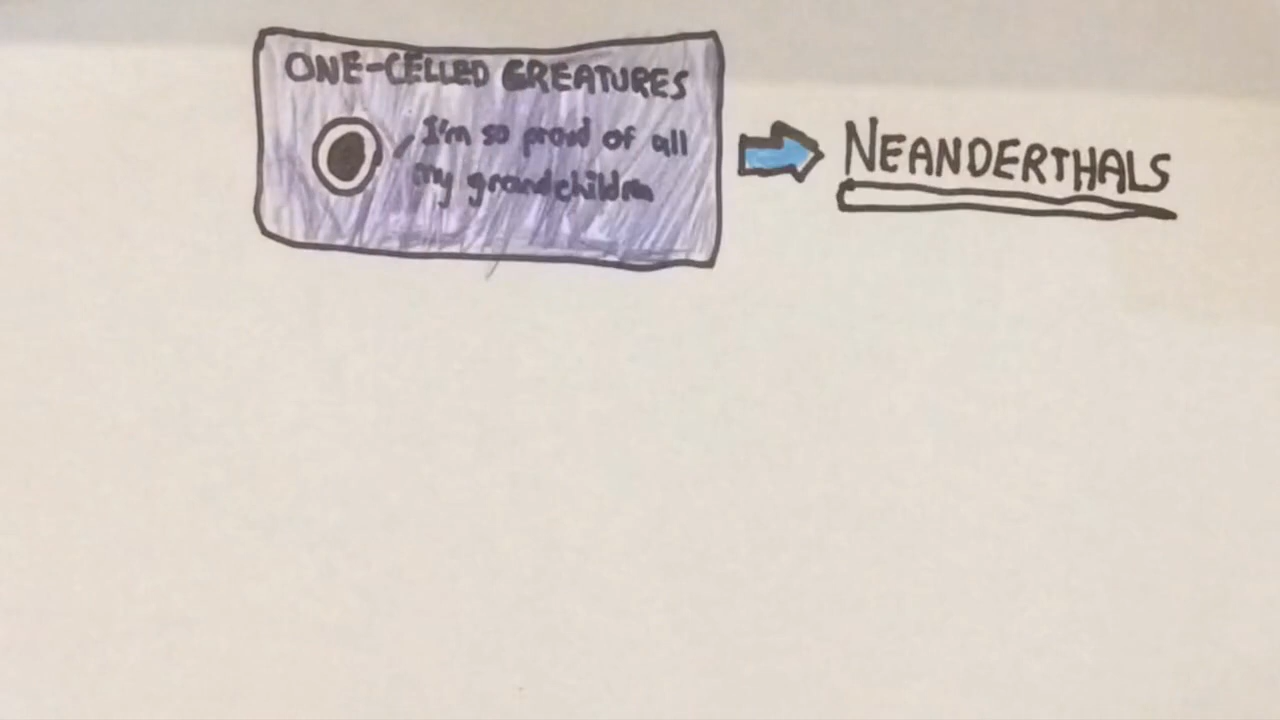 ONE-CELLED CREATURES
I'm so proud of all
my grandchildren
NEANDERTHALS